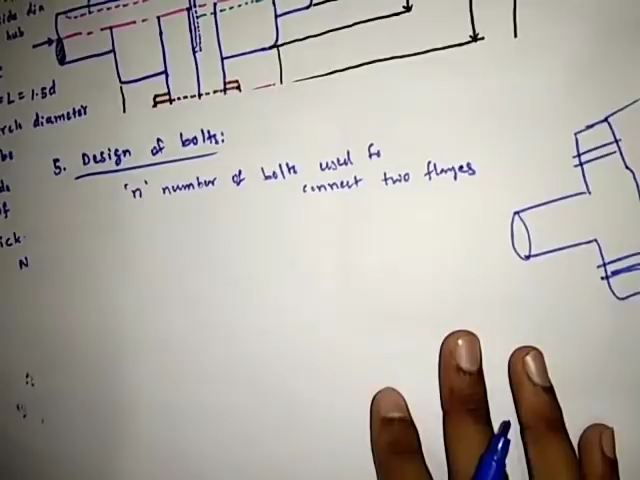 hub
= L = 1.5d
diameter
5. Design of bolts:
'n' number of bolts used to
connect two flanges
N